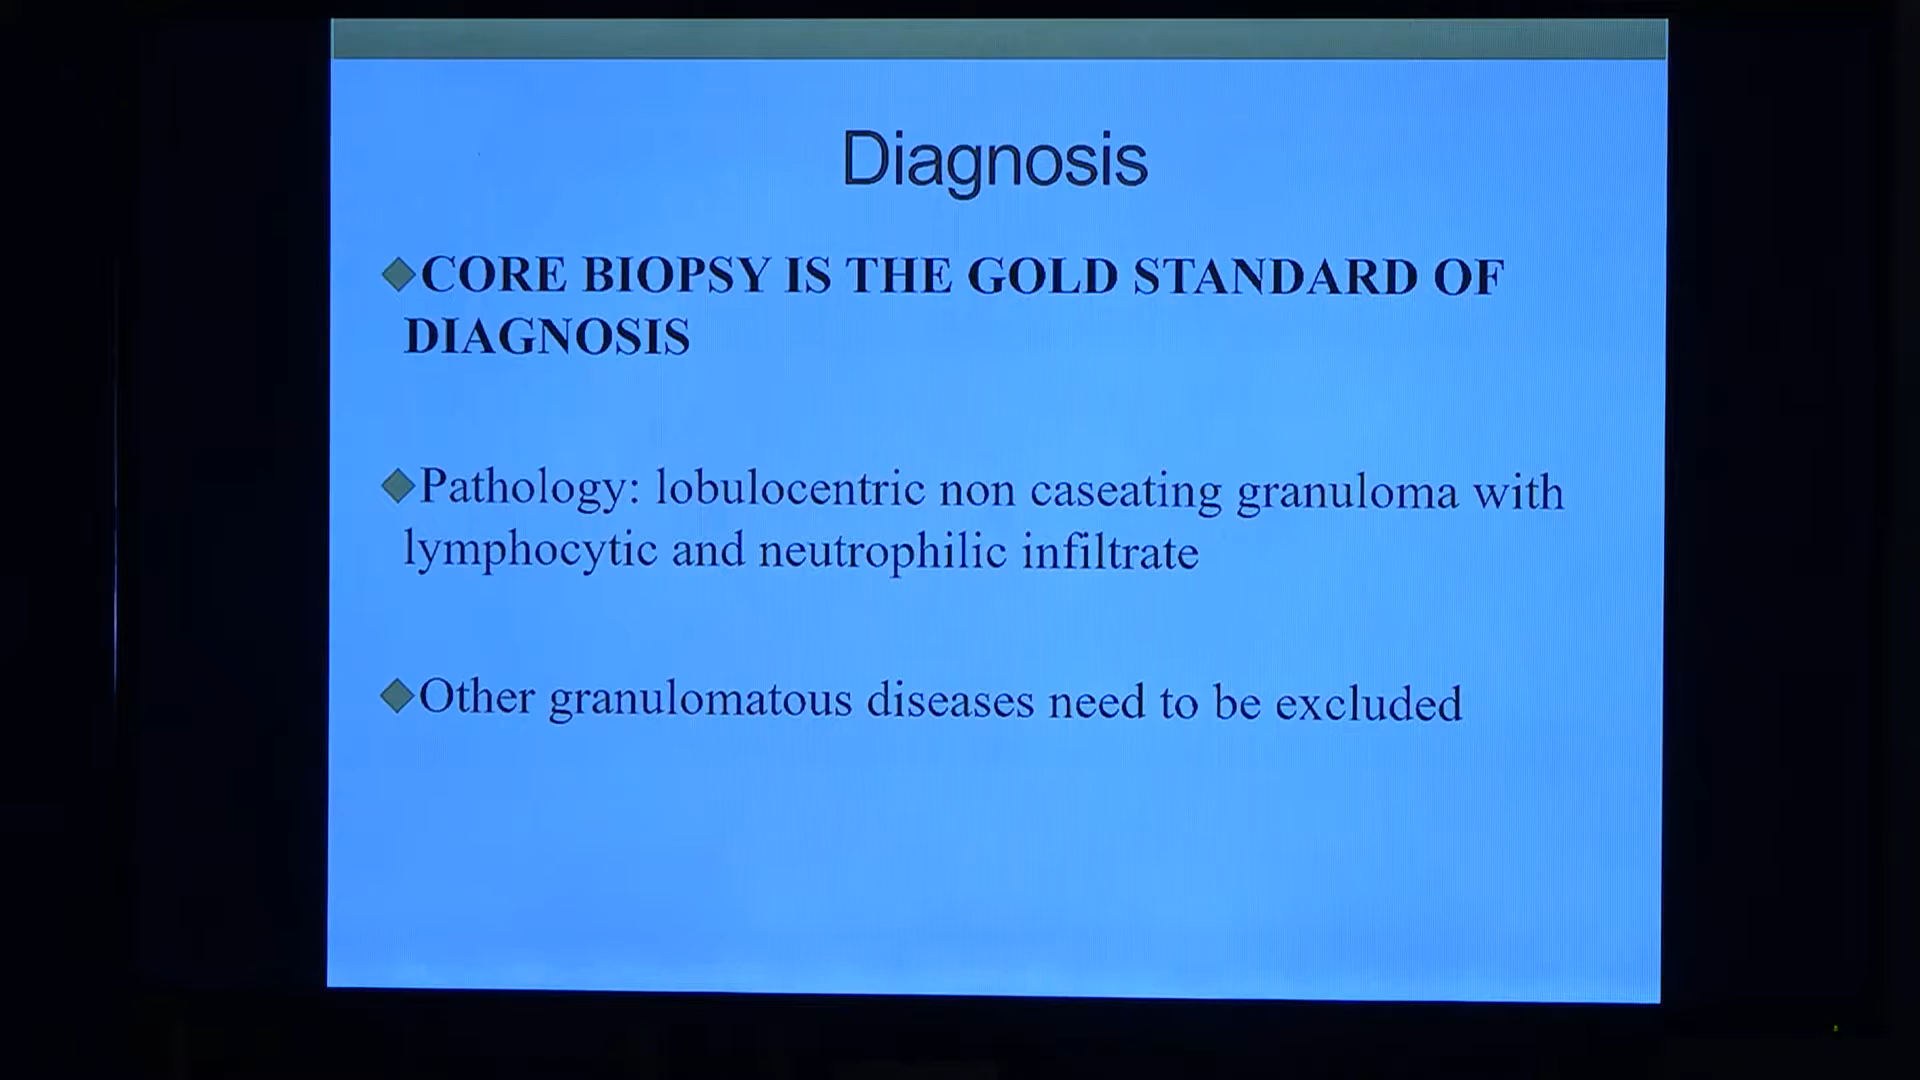 Diagnosis
CORE BIOPSY IS THE GOLD STANDARD OF
DIAGNOSIS
Pathology: lobulocentric non caseating granuloma with
lymphocytic and neutrophilic infiltrate
Other granulomatous diseases need to be excluded